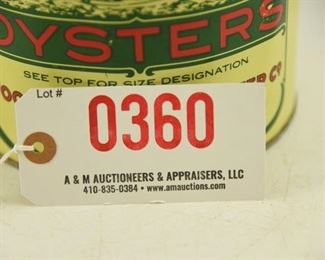 OYSTERS
SEE TOP FOR SIZE DESIGNATION
Lot #
0360
A & M AUCTIONEERS & APPRAISERS, LLC
410-835-0384 • www.amauctions.com